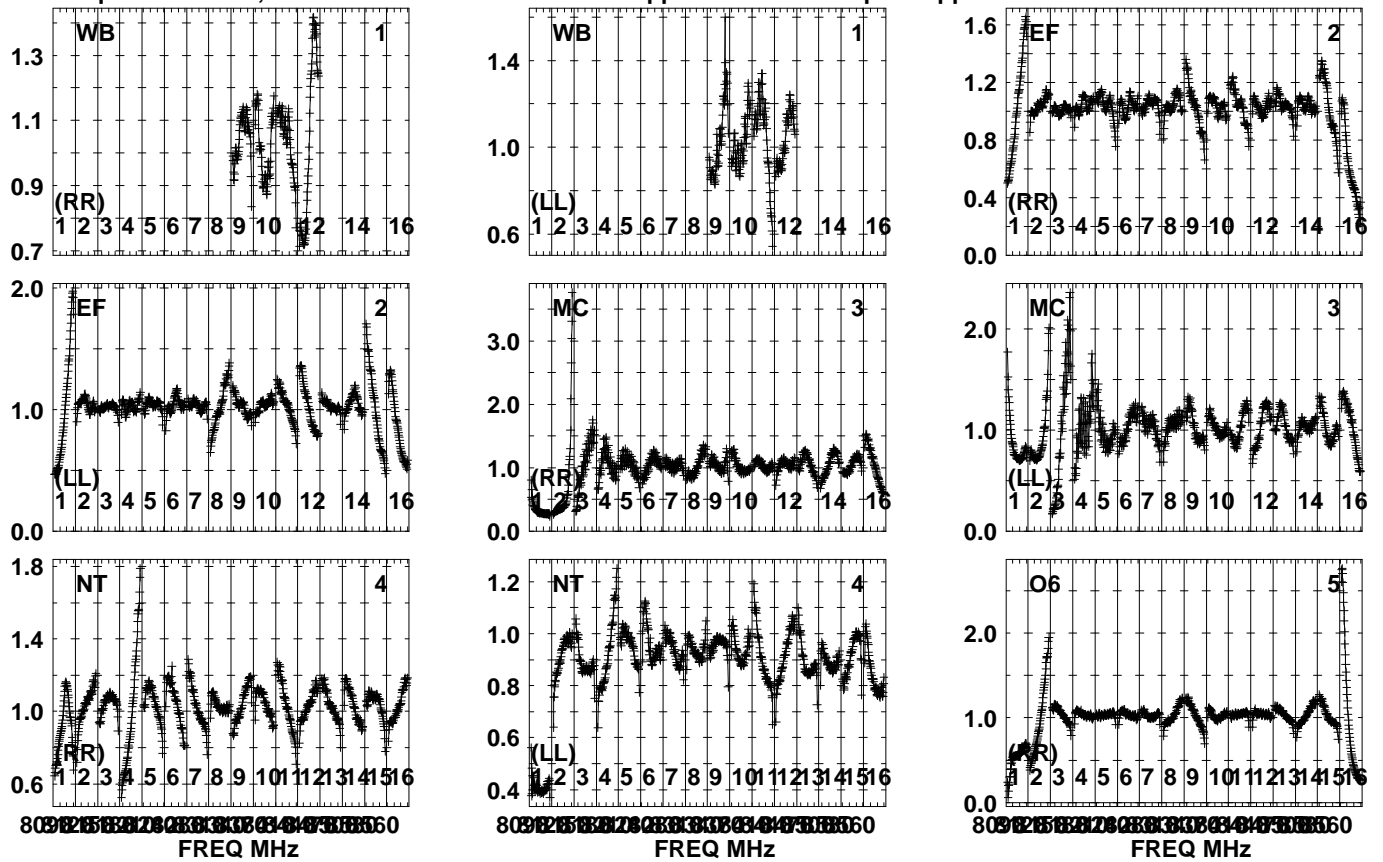 WB 1
1.3
1.1
0.9
0.7
(RR)
1 2 3 4 5 6 7 8 9 10 12 14 16
WB 1
1.4
1.0
0.6
(LL)
1 2 3 4 5 6 7 8 9 10 12 14 16
EF 2
1.6
1.2
0.8
0.4
0.0
(RR)
1 2 3 4 5 6 7 8 9 10 12 14 16
EF 2
2.0
1.0
0.0
(LL)
1 2 3 4 5 6 7 8 9 10 12 14 16
MC 3
3.0
2.0
1.0
0.0
(RR)
1 2 3 4 5 6 7 8 9 10 12 14 16
MC 3
2.0
1.0
0.0
(LL)
1 2 3 4 5 6 7 8 9 10 12 14 16
NT 4
1.8
1.4
1.0
0.6
(RR)
1 2 3 4 5 6 7 8 9 10 11 12 13 14 15 16
FREQ MHz
NT 4
1.2
1.0
0.8
0.6
0.4
(LL)
1 2 3 4 5 6 7 8 9 10 11 12 13 14 15 16
FREQ MHz
O6 5
2.0
1.0
0.0
(RR)
1 2 3 4 5 6 7 8 9 10 11 12 13 14 15 16
FREQ MHz